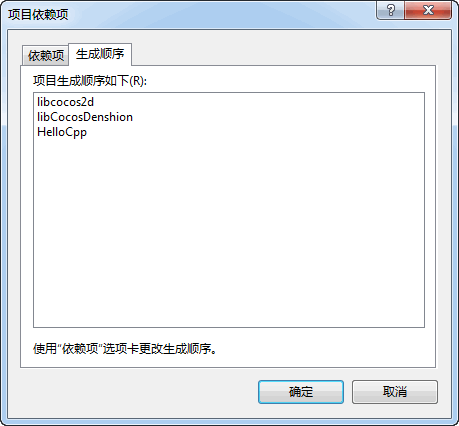 项目依赖项
依赖项 生成顺序
项目生成顺序如下(R):
libcocos2d
libCocosDenshion
HelloCpp
使用“依赖项”选项卡更改生成顺序。
确定 取消